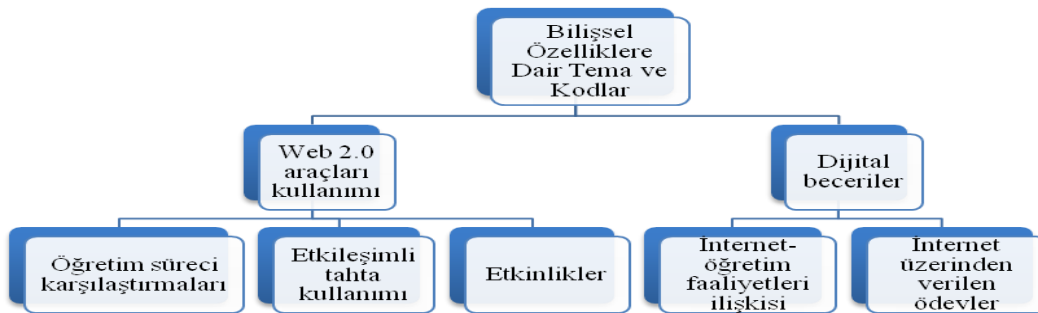 Bilişsel
Özelliklere
Dair Tema ve
Kodlar
Web 2.0
araçları
kullanımı
Dijital
beceriler
Öğretim süreci
karşılaştırmaları
Etkileşimli
tahta
kullanımı
Etkinlikler
İnternet-
öğretim
faaliyetleri
ilişkisi
İnternet
üzerinden
verilen
ödevler